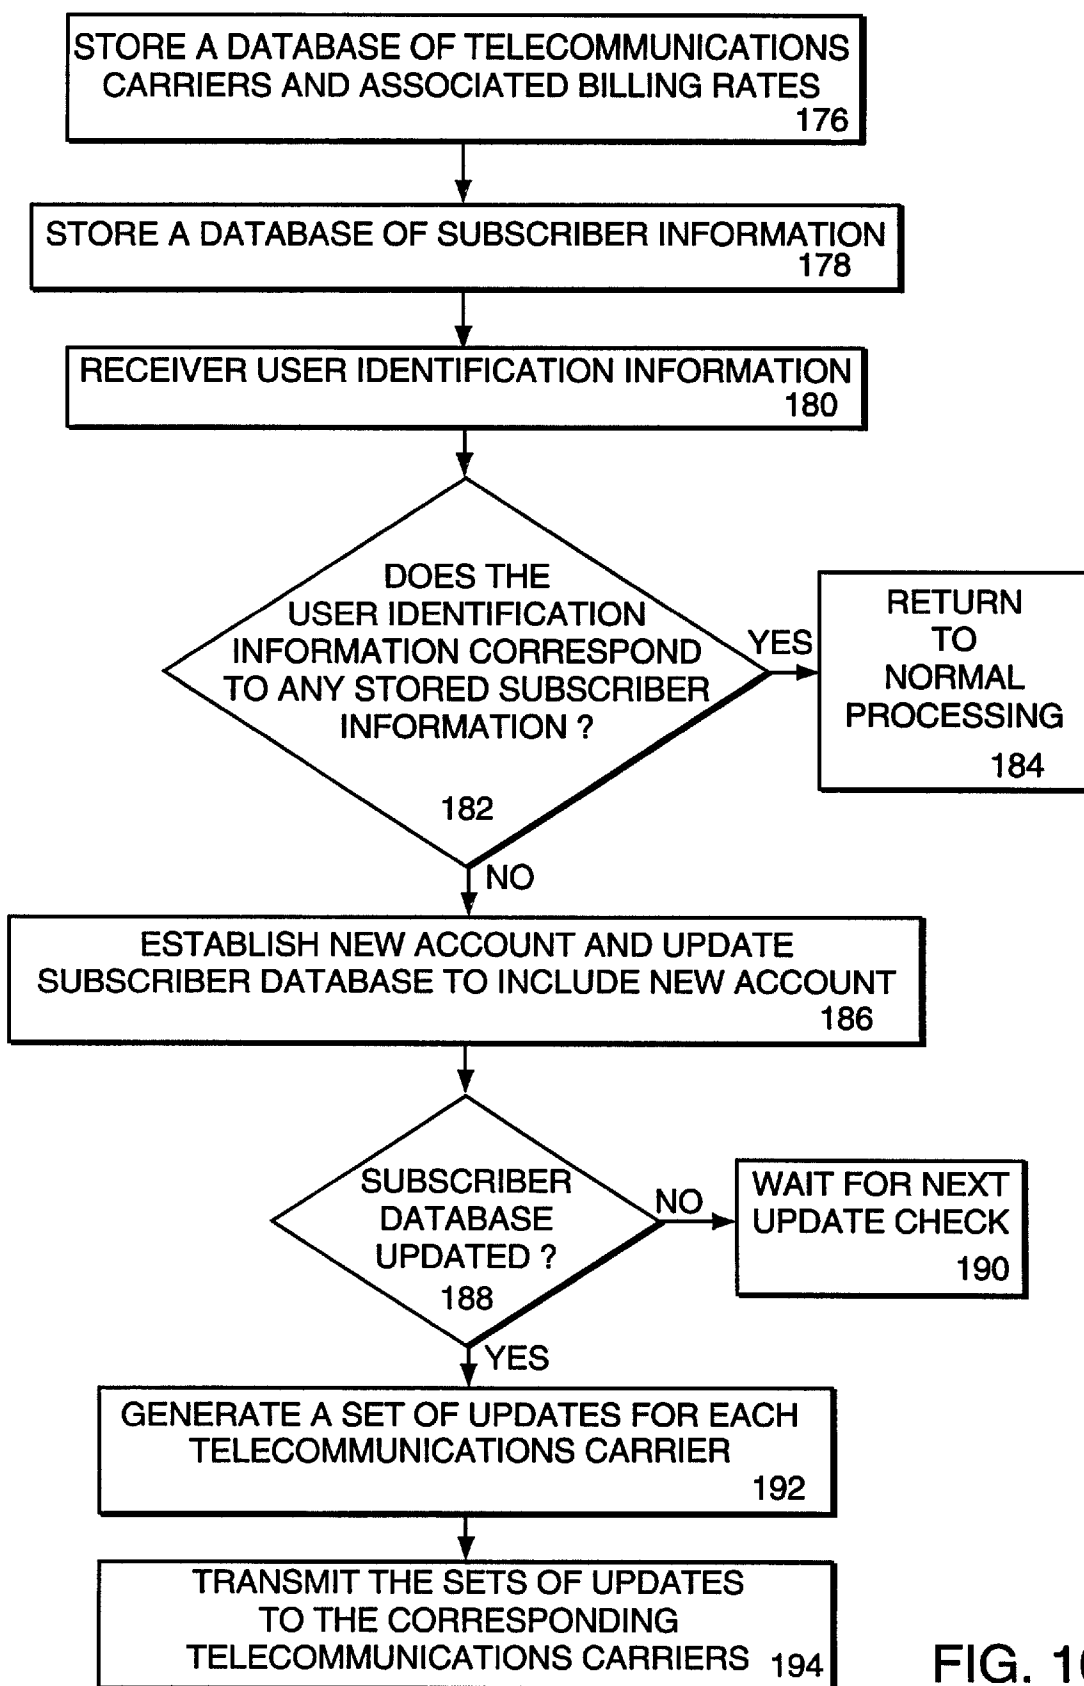 STORE A DATABASE OF TELECOMMUNICATIONS
CARRIERS AND ASSOCIATED BILLING RATES
176
STORE A DATABASE OF SUBSCRIBER INFORMATION
178
RECEIVER USER IDENTIFICATION INFORMATION
180
DOES THE
USER IDENTIFICATION
INFORMATION CORRESPOND
TO ANY STORED SUBSCRIBER
INFORMATION ?
182
YES
RETURN
TO
NORMAL
PROCESSING
184
NO
ESTABLISH NEW ACCOUNT AND UPDATE
SUBSCRIBER DATABASE TO INCLUDE NEW ACCOUNT
186
SUBSCRIBER
DATABASE
UPDATED ?
188
NO
WAIT FOR NEXT
UPDATE CHECK
190
YES
GENERATE A SET OF UPDATES FOR EACH
TELECOMMUNICATIONS CARRIER
192
TRANSMIT THE SETS OF UPDATES
TO THE CORRESPONDING
TELECOMMUNICATIONS CARRIERS
194
FIG.